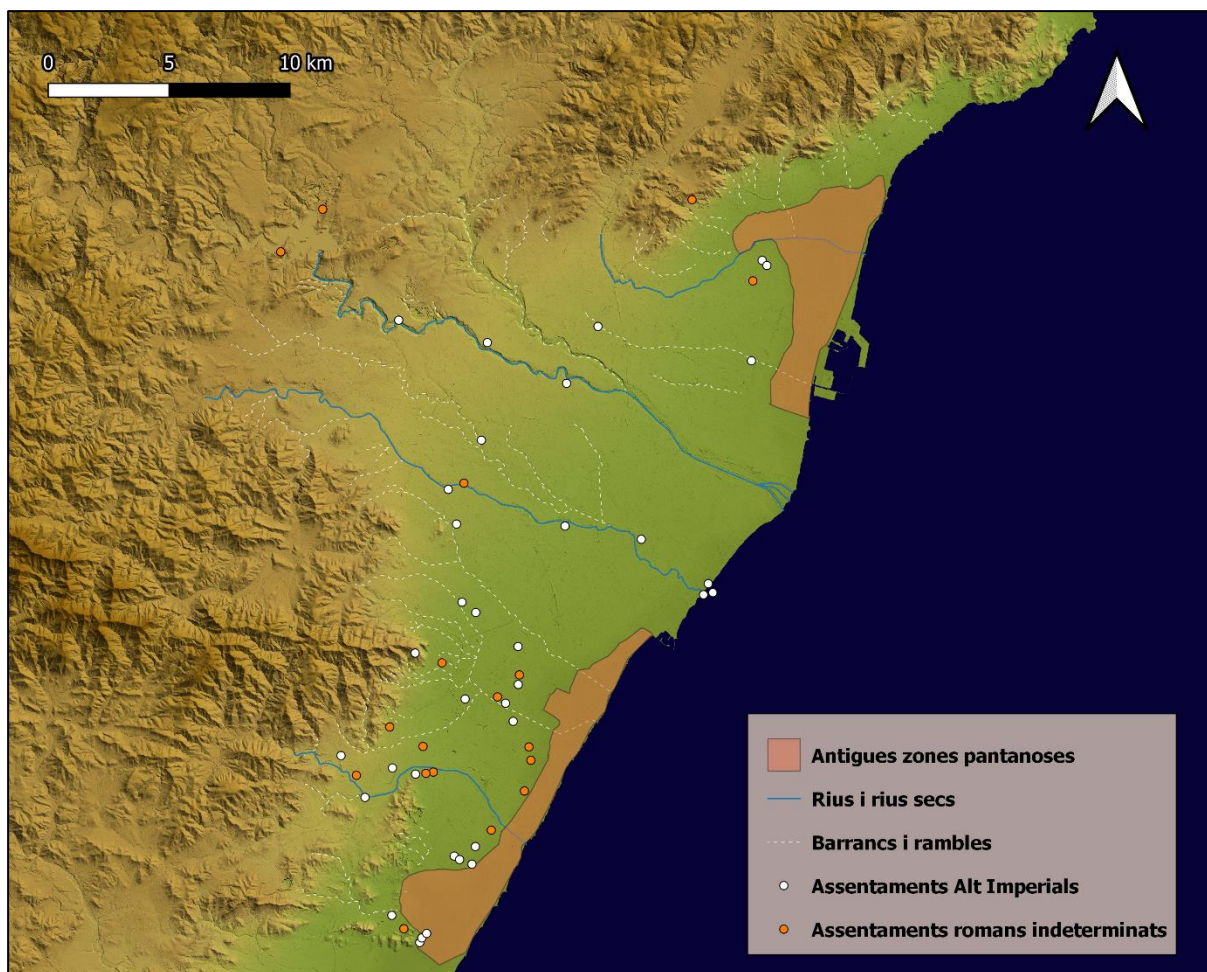 0 5 10 km
Antigues zones pantanoses
Rius i rius secs
Barrancs i rambles
Assentaments Alt Imperials
Assentaments romans indeterminats